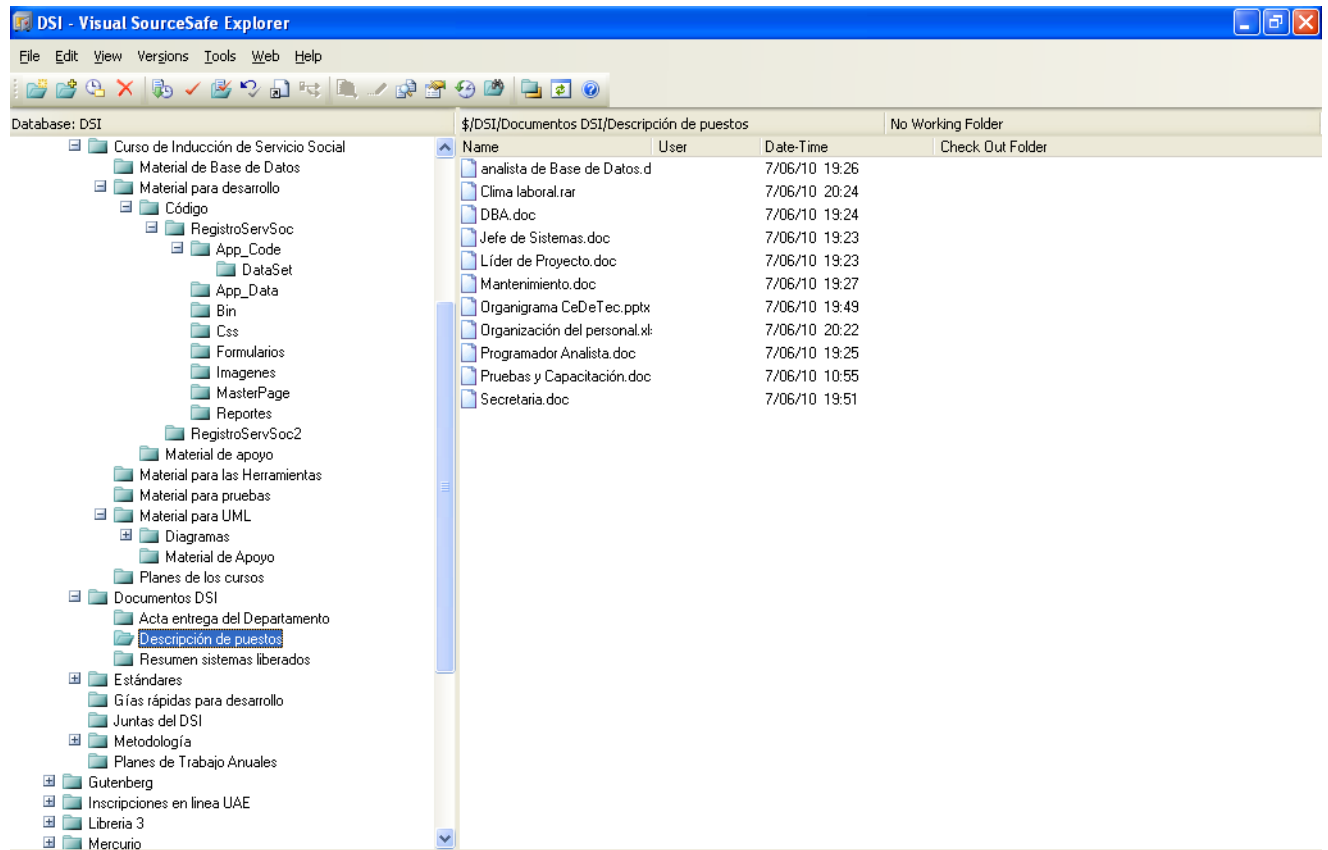 DSI - Visual SourceSafe Explorer
File Edit View Versions Tools Web Help
Database: DSI
$/DSI/Documentos DSI/Descripción de puestos
No Working Folder
Curso de Inducción de Servicio Social
Material de Base de Datos
Material para desarrollo
Código
RegistroServSoc
App_Code
DataSet
App_Data
Bin
Css
Formularios
Imagenes
MasterPage
Reportes
RegistroServSoc2
Material de apoyo
Material para las Herramientas
Material para pruebas
Material para UML
Diagramas
Material de Apoyo
Planes de los cursos
Documentos DSI
Acta entrega del Departamento
Descripción de puestos
Resumen sistemas liberados
Estándares
Gías rápidas para desarrollo
Juntas del DSI
Metodología
Planes de Trabajo Anuales
Gutenberg
Inscripciones en linea UAE
Libreria 3
Mercurio
Name User Date-Time Check Out Folder
analista de Base de Datos.d 7/06/10 19:26
Clima laboral.rar 7/06/10 20:24
DBA.doc 7/06/10 19:24
Jefe de Sistemas.doc 7/06/10 19:23
Líder de Proyecto.doc 7/06/10 19:23
Mantenimiento.doc 7/06/10 19:27
Organigrama CeDeTec.pptx 7/06/10 19:49
Organización del personal.xl 7/06/10 20:22
Programador Analista.doc 7/06/10 19:25
Pruebas y Capacitación.doc 7/06/10 10:55
Secretaria.doc 7/06/10 19:51